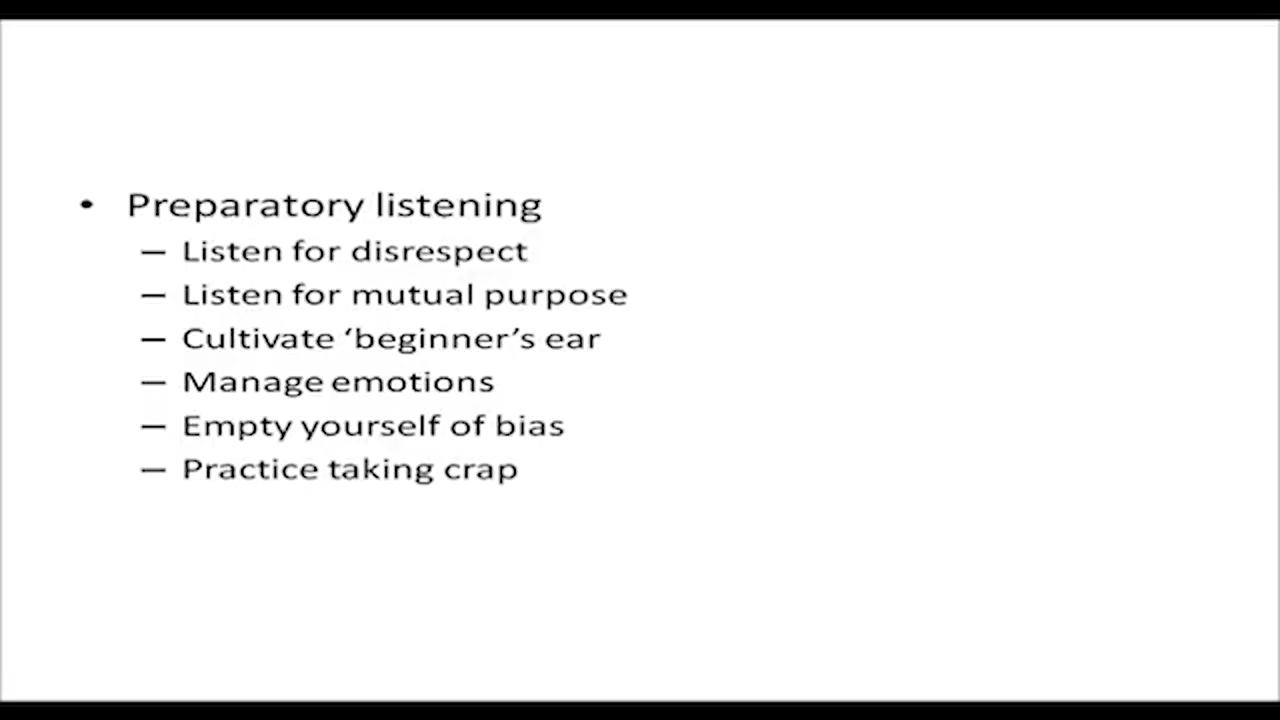 • Preparatory listening
– Listen for disrespect
– Listen for mutual purpose
– Cultivate ‘beginner’s ear
– Manage emotions
– Empty yourself of bias
– Practice taking crap